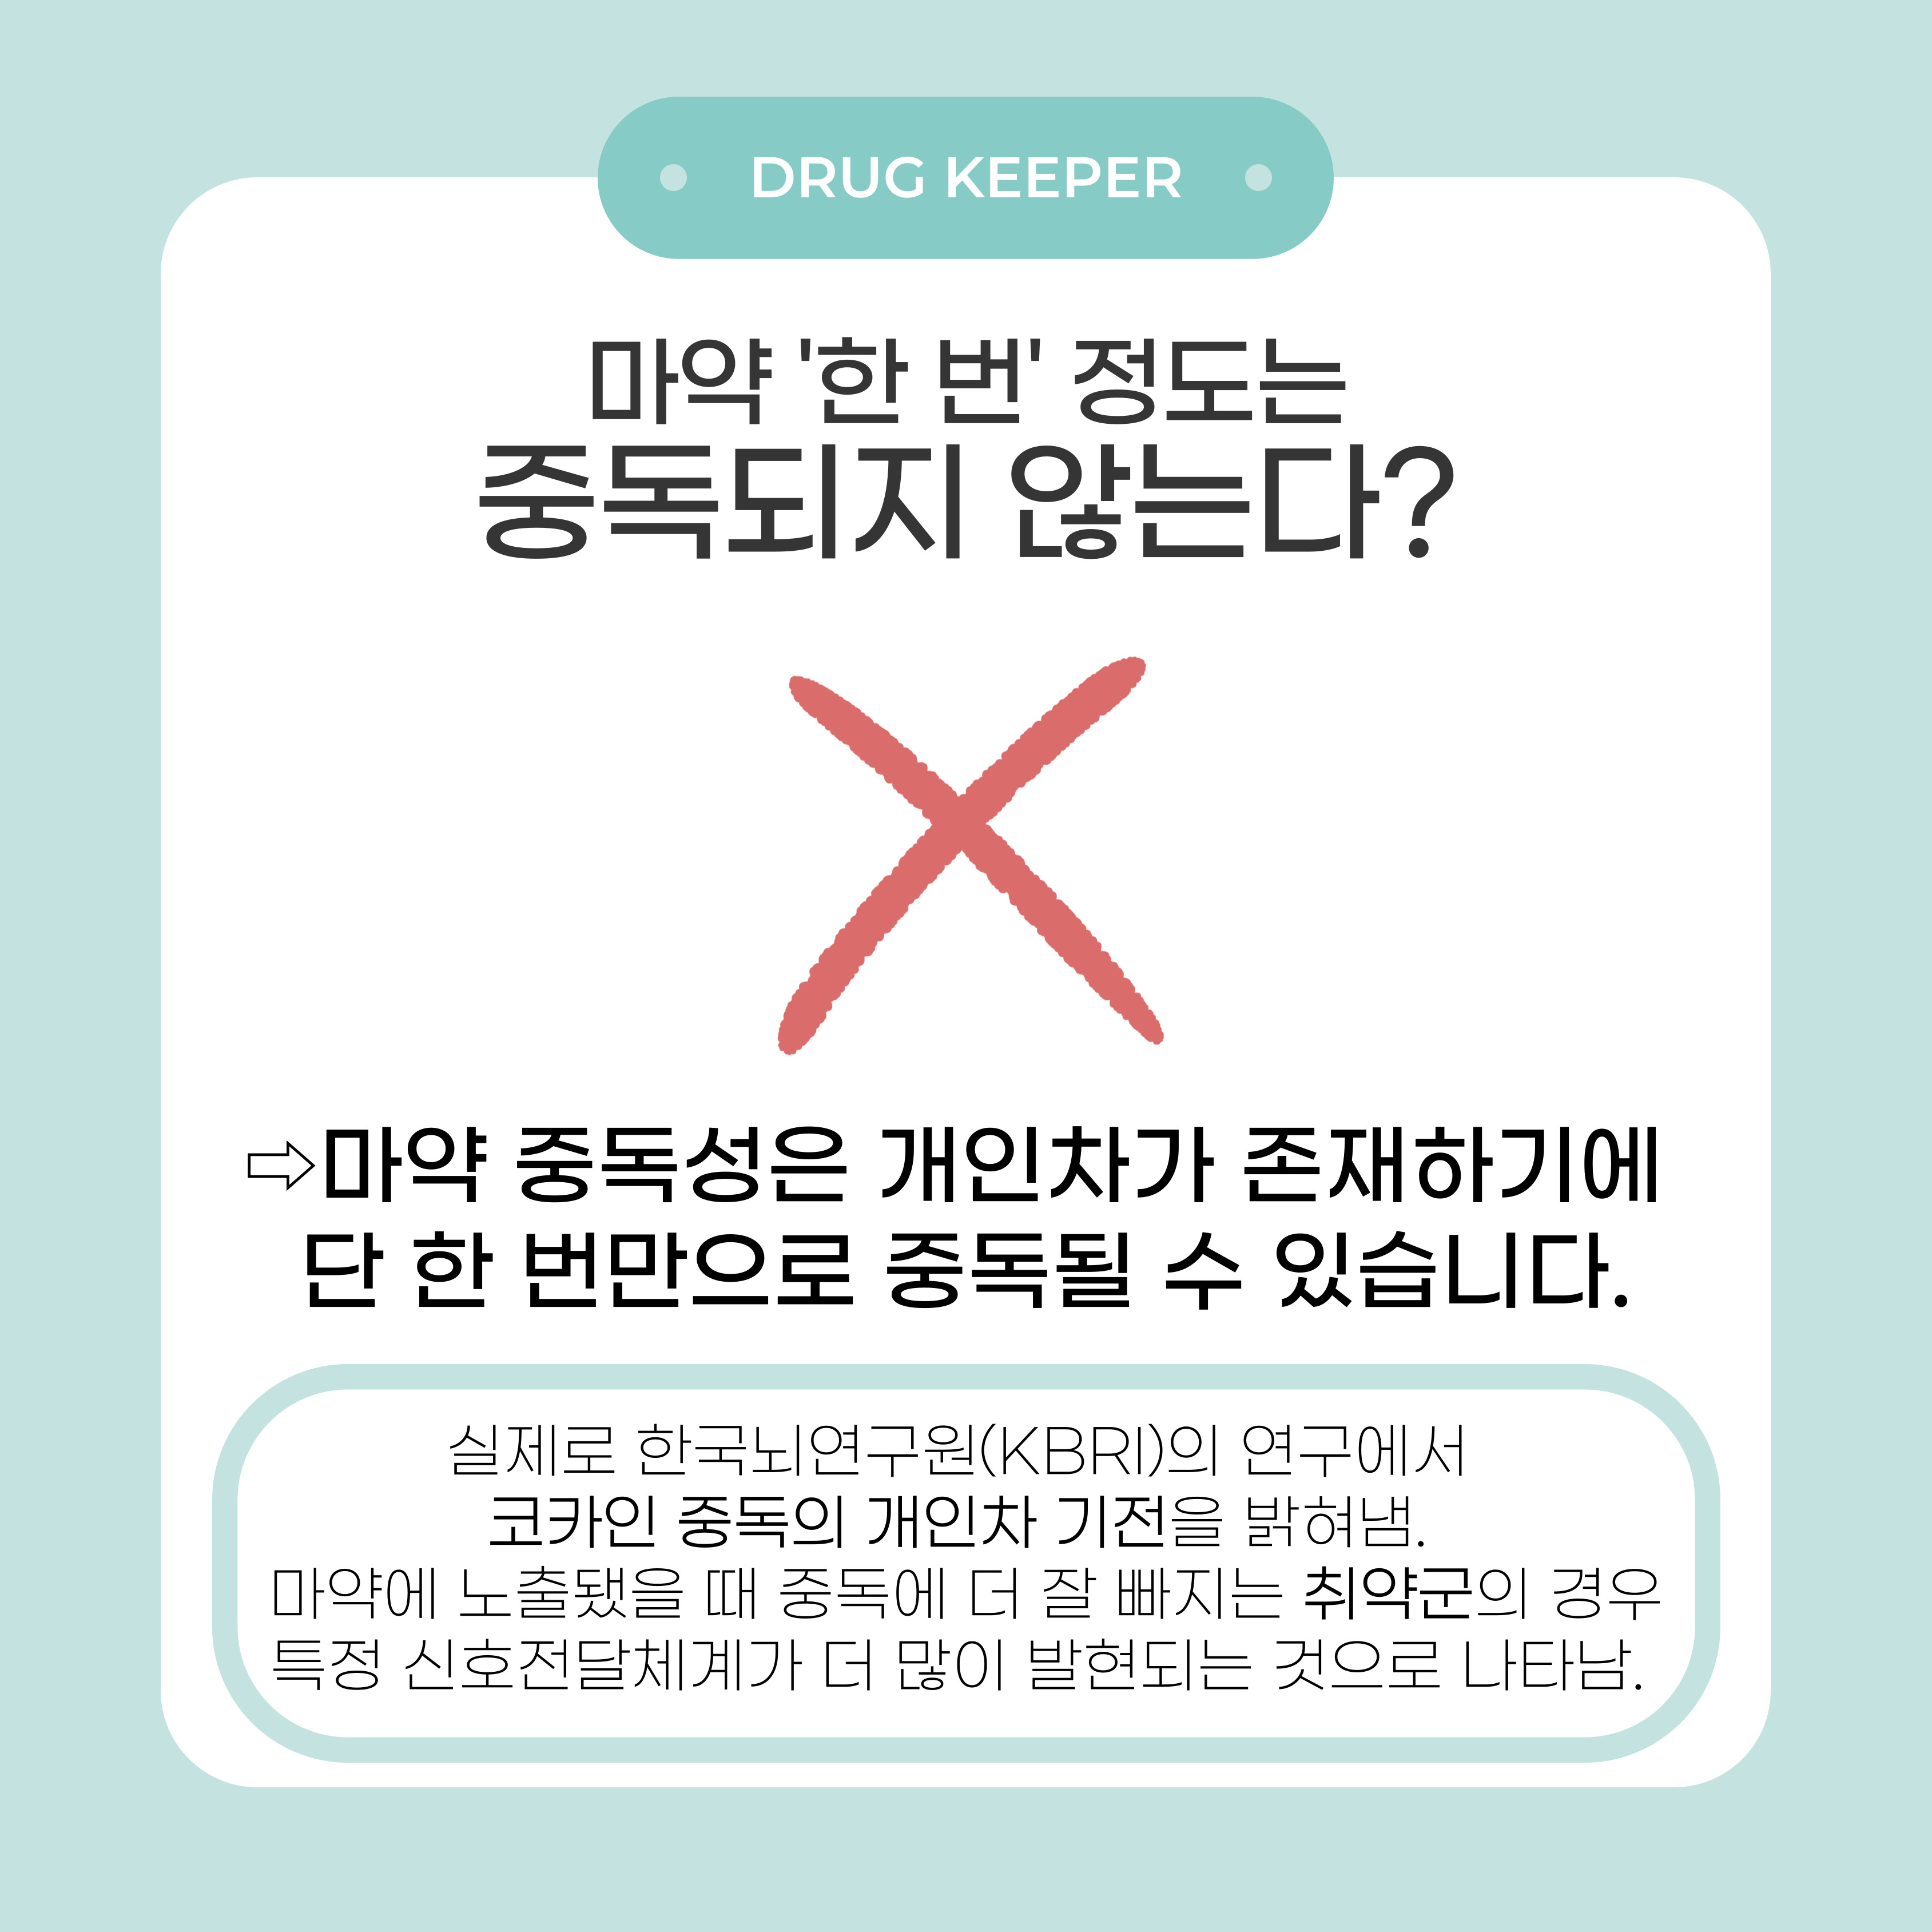 DRUG KEEPER
마약 '한 번' 정도는
중독되지 않는다?
⇨마약 중독성은 개인차가 존재하기에
단 한 번만으로 중독될 수 있습니다.
실제로 한국뇌연구원(KBRI)의 연구에서
코카인 중독의 개인차 기전을 밝혀냄.
마약에 노출됐을 때 중독에 더 잘 빠지는 취약군의 경우
특정 신호전달체계가 더 많이 발현되는 것으로 나타남.